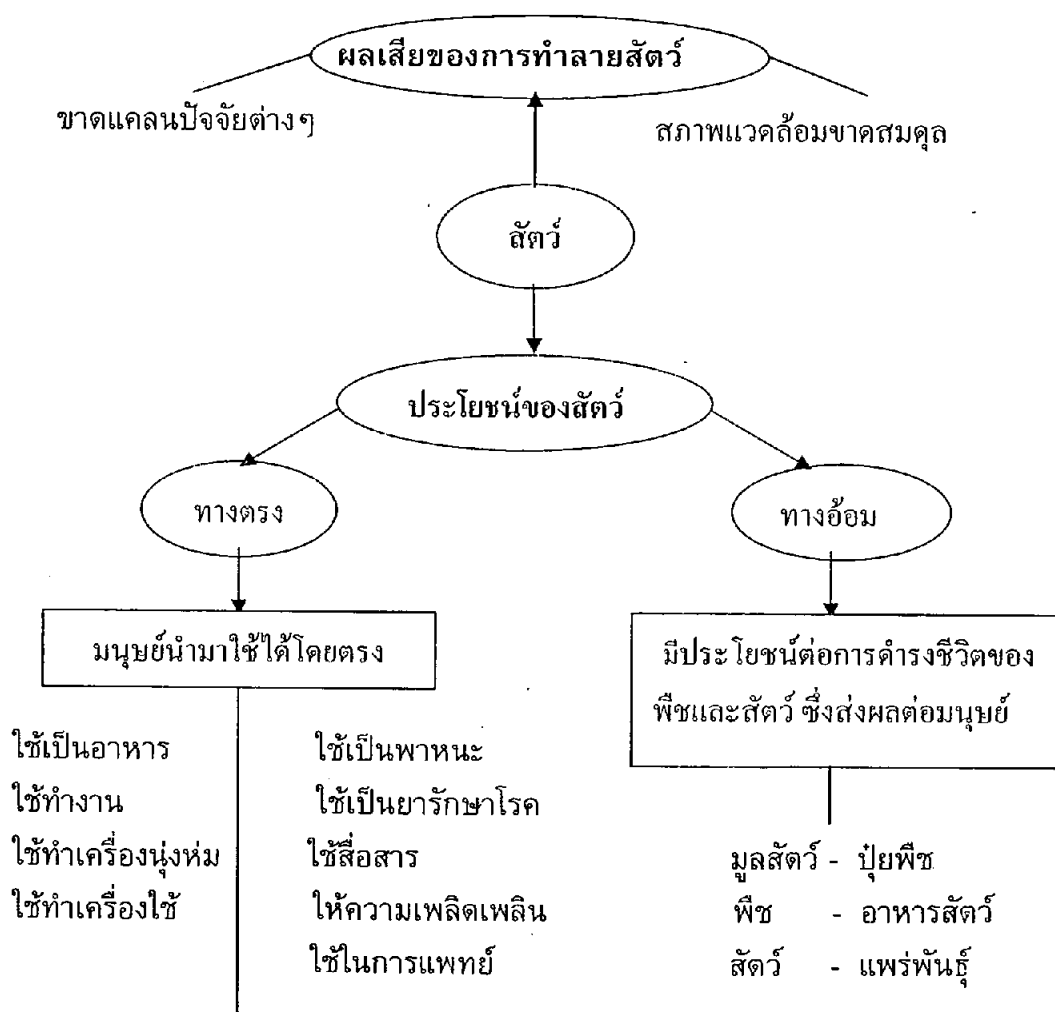 ผลเสียของการทำลายสัตว์
ขาดแคลนปัจจัยต่างๆ
สภาพแวดล้อมขาดสมดุล
สัตว์
ประโยชน์ของสัตว์
ทางตรง
ทางอ้อม
มนุษย์นำมาใช้ได้โดยตรง
มีประโยชน์ต่อการดำรงชีวิตของ
พืชและสัตว์ ซึ่งส่งผลต่อมนุษย์
ใช้เป็นอาหาร
ใช้ทำงาน
ใช้ทำเครื่องนุ่งห่ม
ใช้ทำเครื่องใช้
ใช้เป็นพาหนะ
ใช้เป็นยารักษาโรค
ใช้สื่อสาร
ให้ความเพลิดเพลิน
ใช้ในการแพทย์
มูลสัตว์ - ปุ๋ยพืช
พืช - อาหารสัตว์
สัตว์ - แพร่พันธุ์